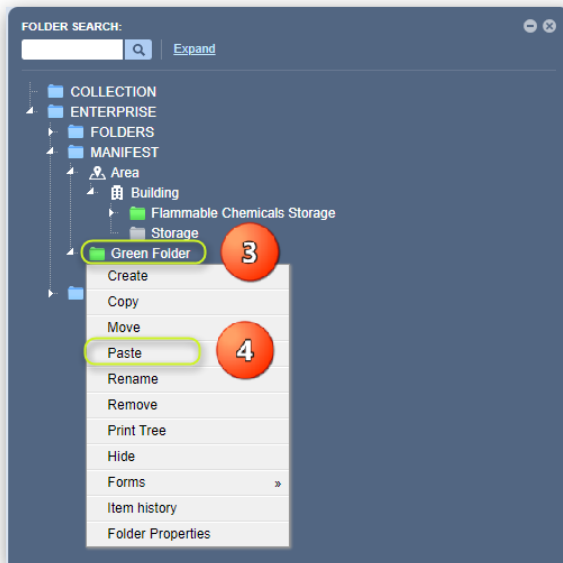 FOLDER SEARCH:
Expand
COLLECTION
ENTERPRISE
FOLDERS
MANIFEST
Area
Building
Flammable Chemicals Storage
Storage
Green Folder 3
Create
Copy
Move
Paste 4
Rename
Remove
Print Tree
Hide
Forms »
Item history
Folder Properties